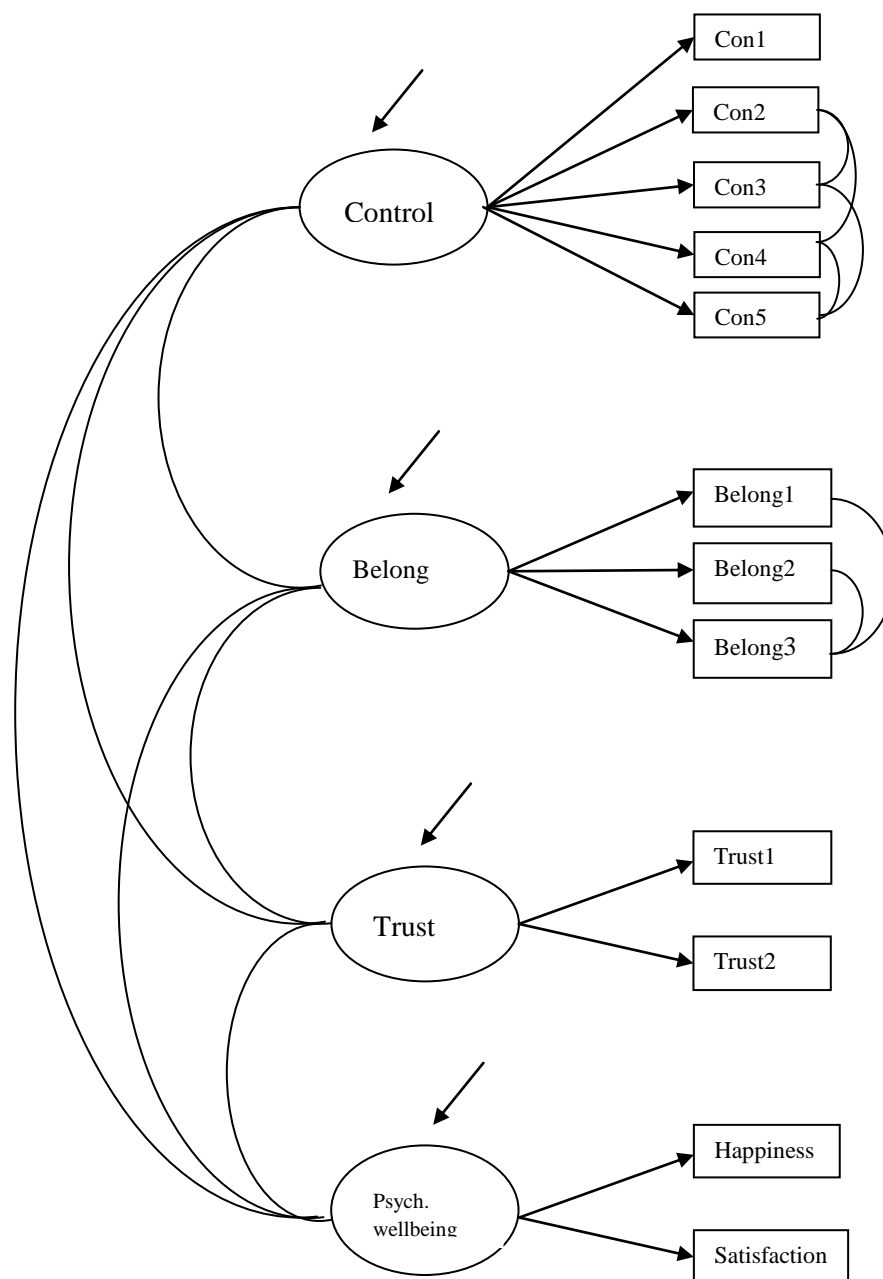 Con1
Con2
Con3
Con4
Con5
Control
Belong1
Belong2
Belong3
Belong
Trust1
Trust2
Trust
Happiness
Satisfaction
Psych.
wellbeing